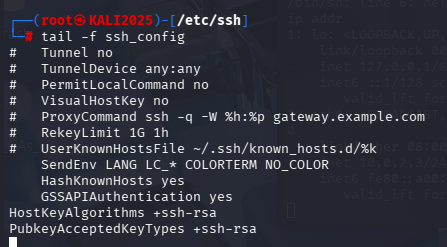 ┌──(root㉿KALI2025)-[/etc/ssh]
└─# tail -f ssh_config
#   Tunnel no
#   TunnelDevice any:any
#   PermitLocalCommand no
#   VisualHostKey no
#   ProxyCommand ssh -q -W %h:%p gateway.example.com
#   RekeyLimit 1G 1h
#   UserKnownHostsFile ~/.ssh/known_hosts.d/%k
    SendEnv LANG LC_* COLORTERM NO_COLOR
    HashKnownHosts yes
    GSSAPIAuthentication yes
HostKeyAlgorithms +ssh-rsa
PubkeyAcceptedKeyTypes +ssh-rsa